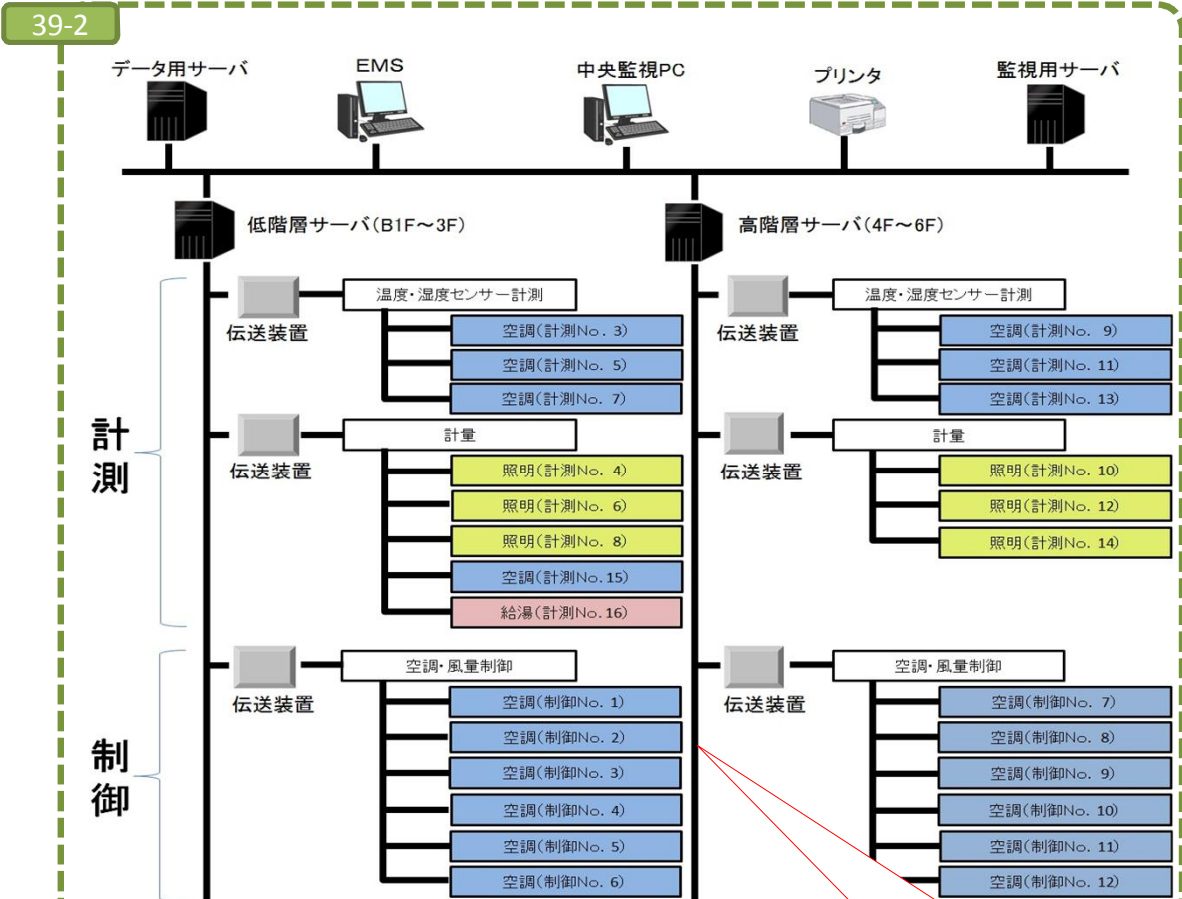 39-2
データ用サーバ
EMS
中央監視PC
プリンタ
監視用サーバ
低階層サーバ(B1F～3F)
高階層サーバ(4F～6F)
計測
伝送装置
温度・湿度センサー計測
空調(計測No. 3)
空調(計測No. 5)
空調(計測No. 7)
伝送装置
計量
照明(計測No. 4)
照明(計測No. 6)
照明(計測No. 8)
空調(計測No.15)
給湯(計測No.16)
伝送装置
温度・湿度センサー計測
空調(計測No. 9)
空調(計測No. 11)
空調(計測No. 13)
伝送装置
計量
照明(計測No. 10)
照明(計測No. 12)
照明(計測No. 14)
制御
伝送装置
空調・風量制御
空調(制御No. 1)
空調(制御No. 2)
空調(制御No. 3)
空調(制御No. 4)
空調(制御No. 5)
空調(制御No. 6)
伝送装置
空調・風量制御
空調(制御No. 7)
空調(制御No. 8)
空調(制御No. 9)
空調(制御No. 10)
空調(制御No. 11)
空調(制御No. 12)